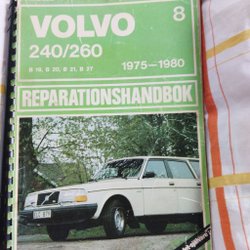 VOLVO 8
240/260
B 19, B 20, B 21, B 27 1975—1980
REPARATIONSHANDBOK